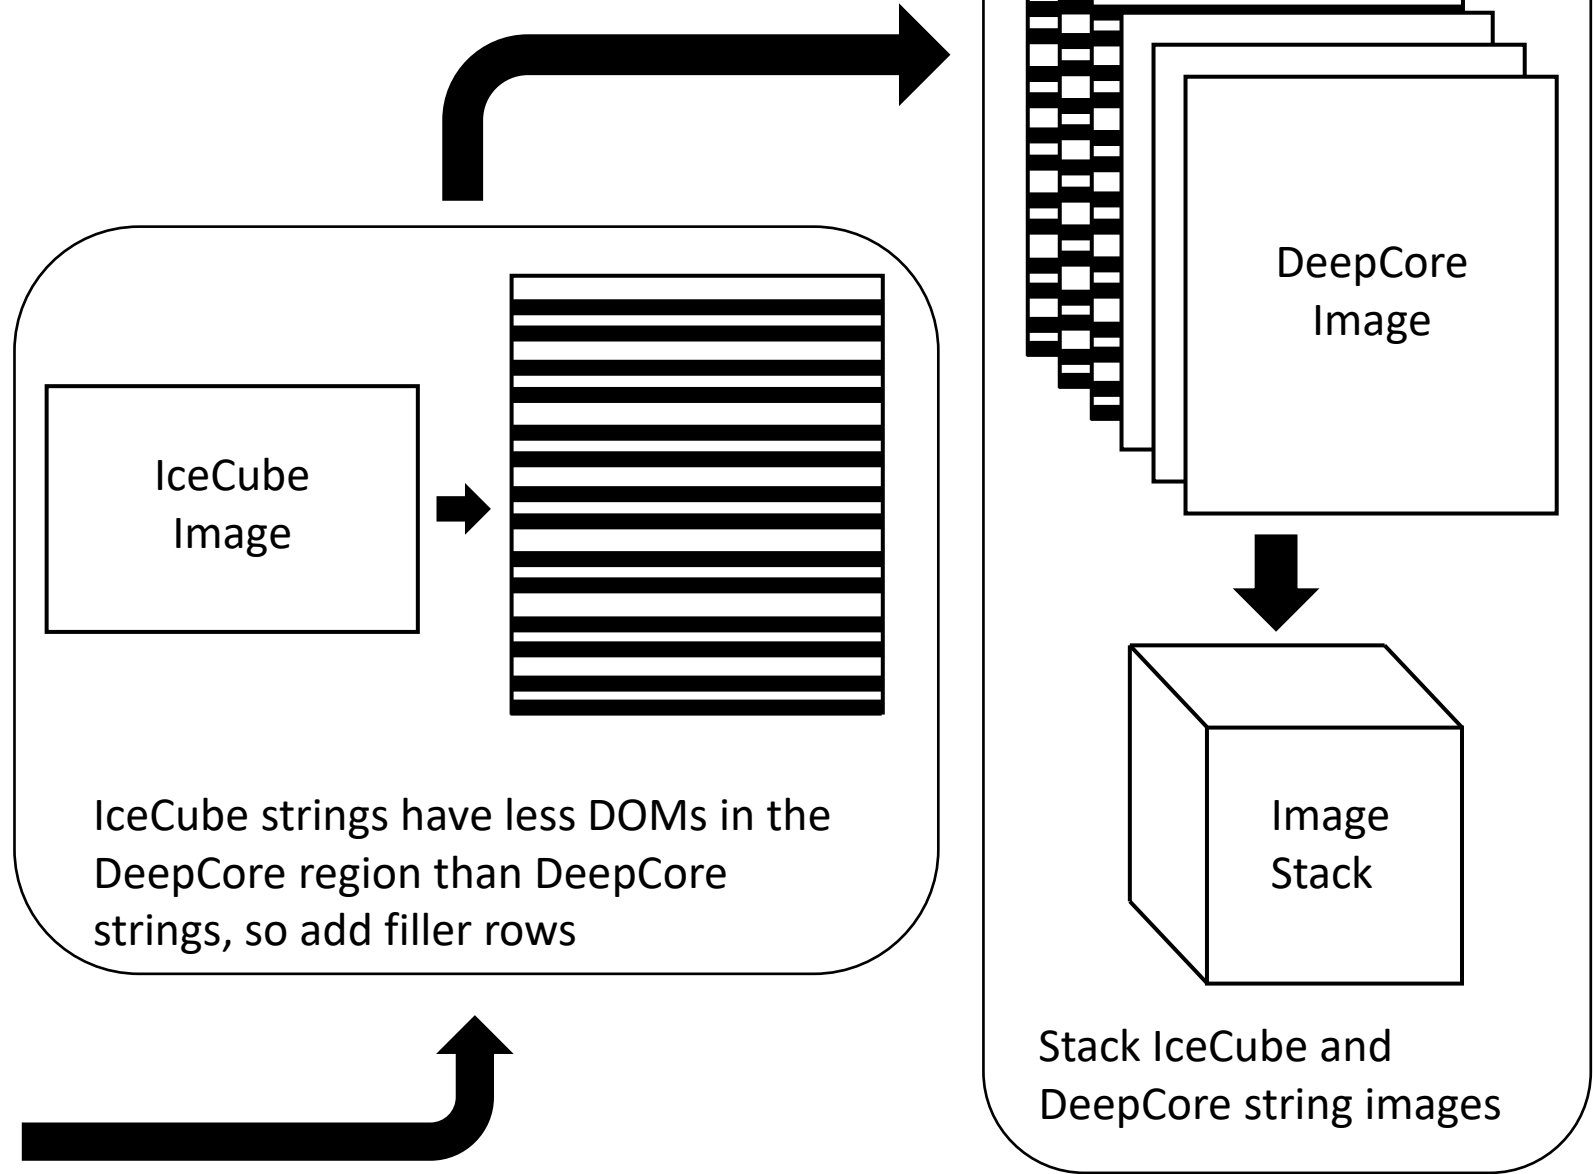 IceCube
Image
IceCube strings have less DOMs in the
DeepCore region than DeepCore
strings, so add filler rows
DeepCore
Image
Image
Stack
Stack IceCube and
DeepCore string images